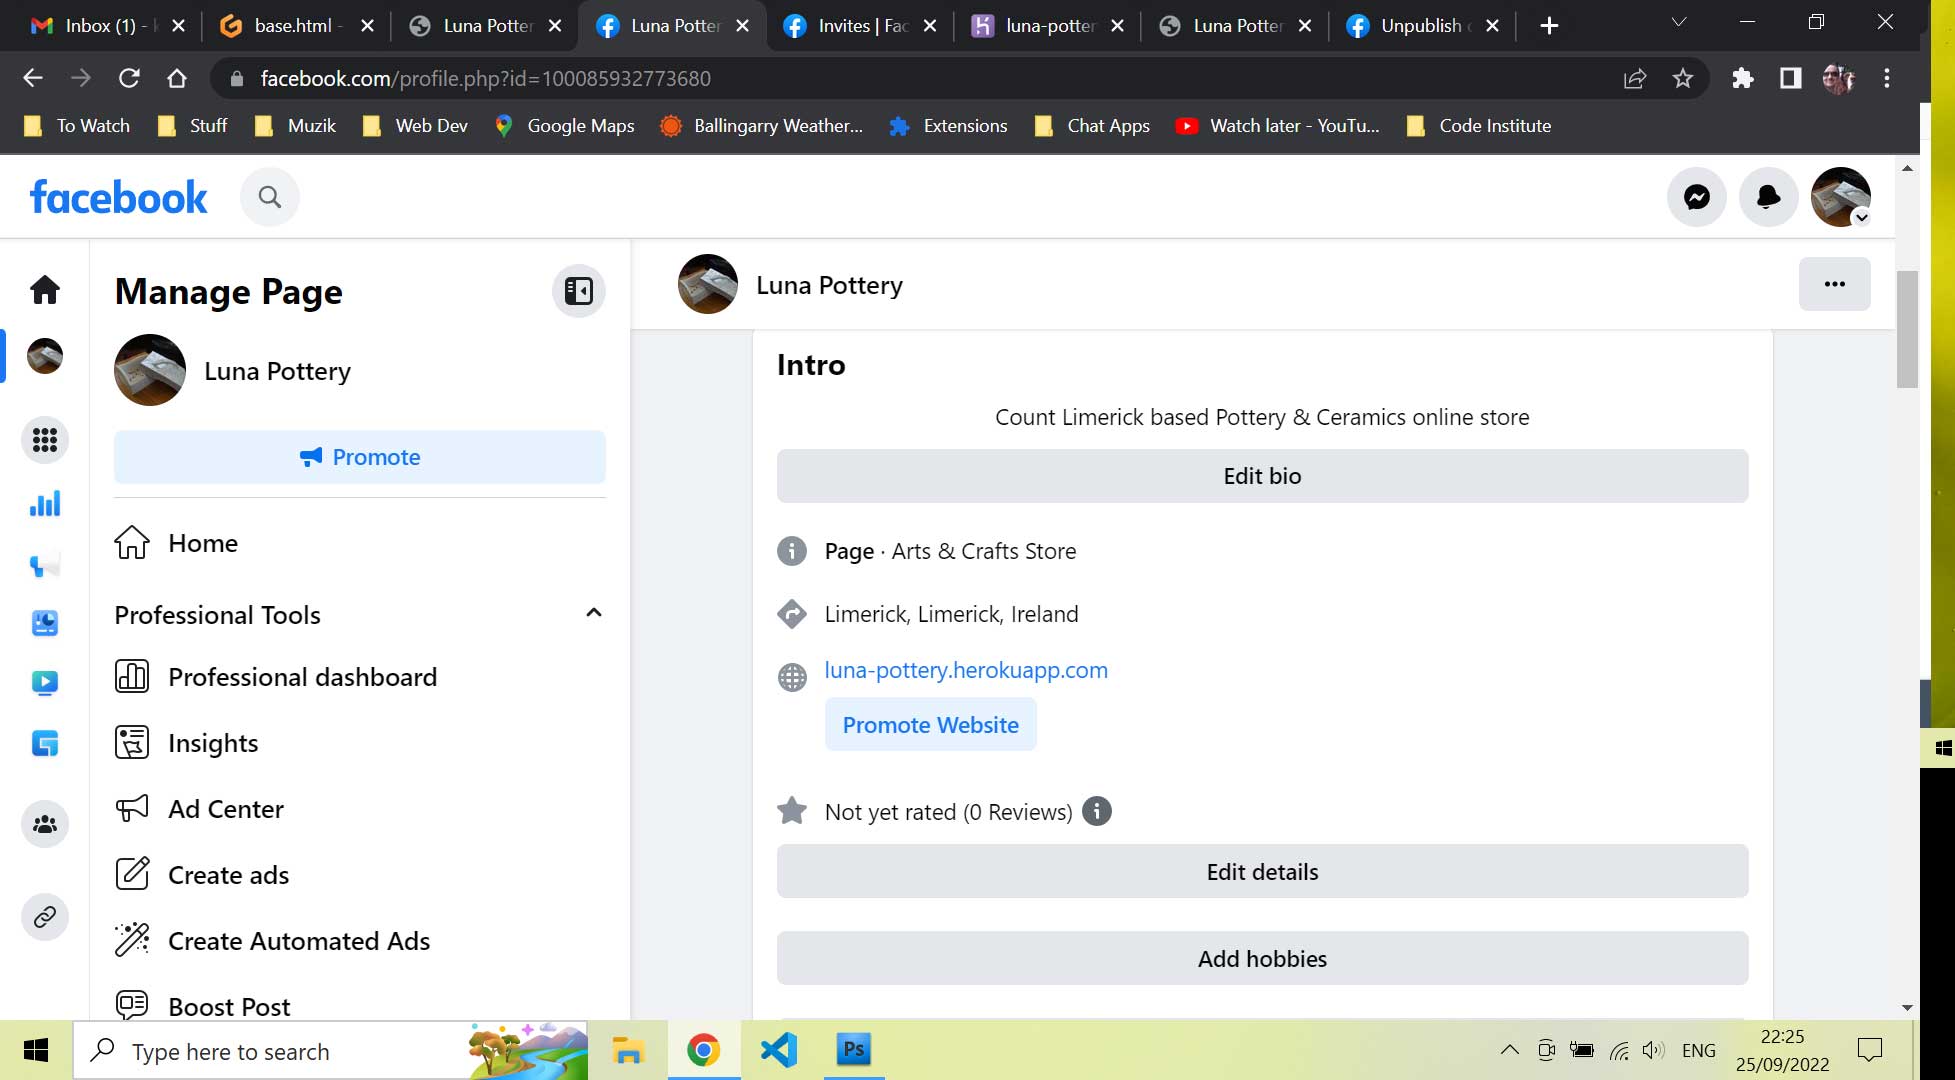 Inbox (1) -
base.html -
Luna Potter
Luna Potter
Invites | Fac
luna-potter
Luna Potter
Unpublish
facebook.com/profile.php?id=100085932773680
To Watch
Stuff
Muzik
Web Dev
Google Maps
Ballingarry Weather...
Extensions
Chat Apps
Watch later - YouTu...
Code Institute
facebook
Manage Page
Luna Pottery
Promote
Home
Professional Tools
Professional dashboard
Insights
Ad Center
Create ads
Create Automated Ads
Boost Post
Luna Pottery
Intro
Count Limerick based Pottery & Ceramics online store
Edit bio
Page · Arts & Crafts Store
Limerick, Limerick, Ireland
luna-pottery.herokuapp.com
Promote Website
Not yet rated (0 Reviews)
Edit details
Add hobbies
Type here to search
Ps
ENG
22:25
25/09/2022